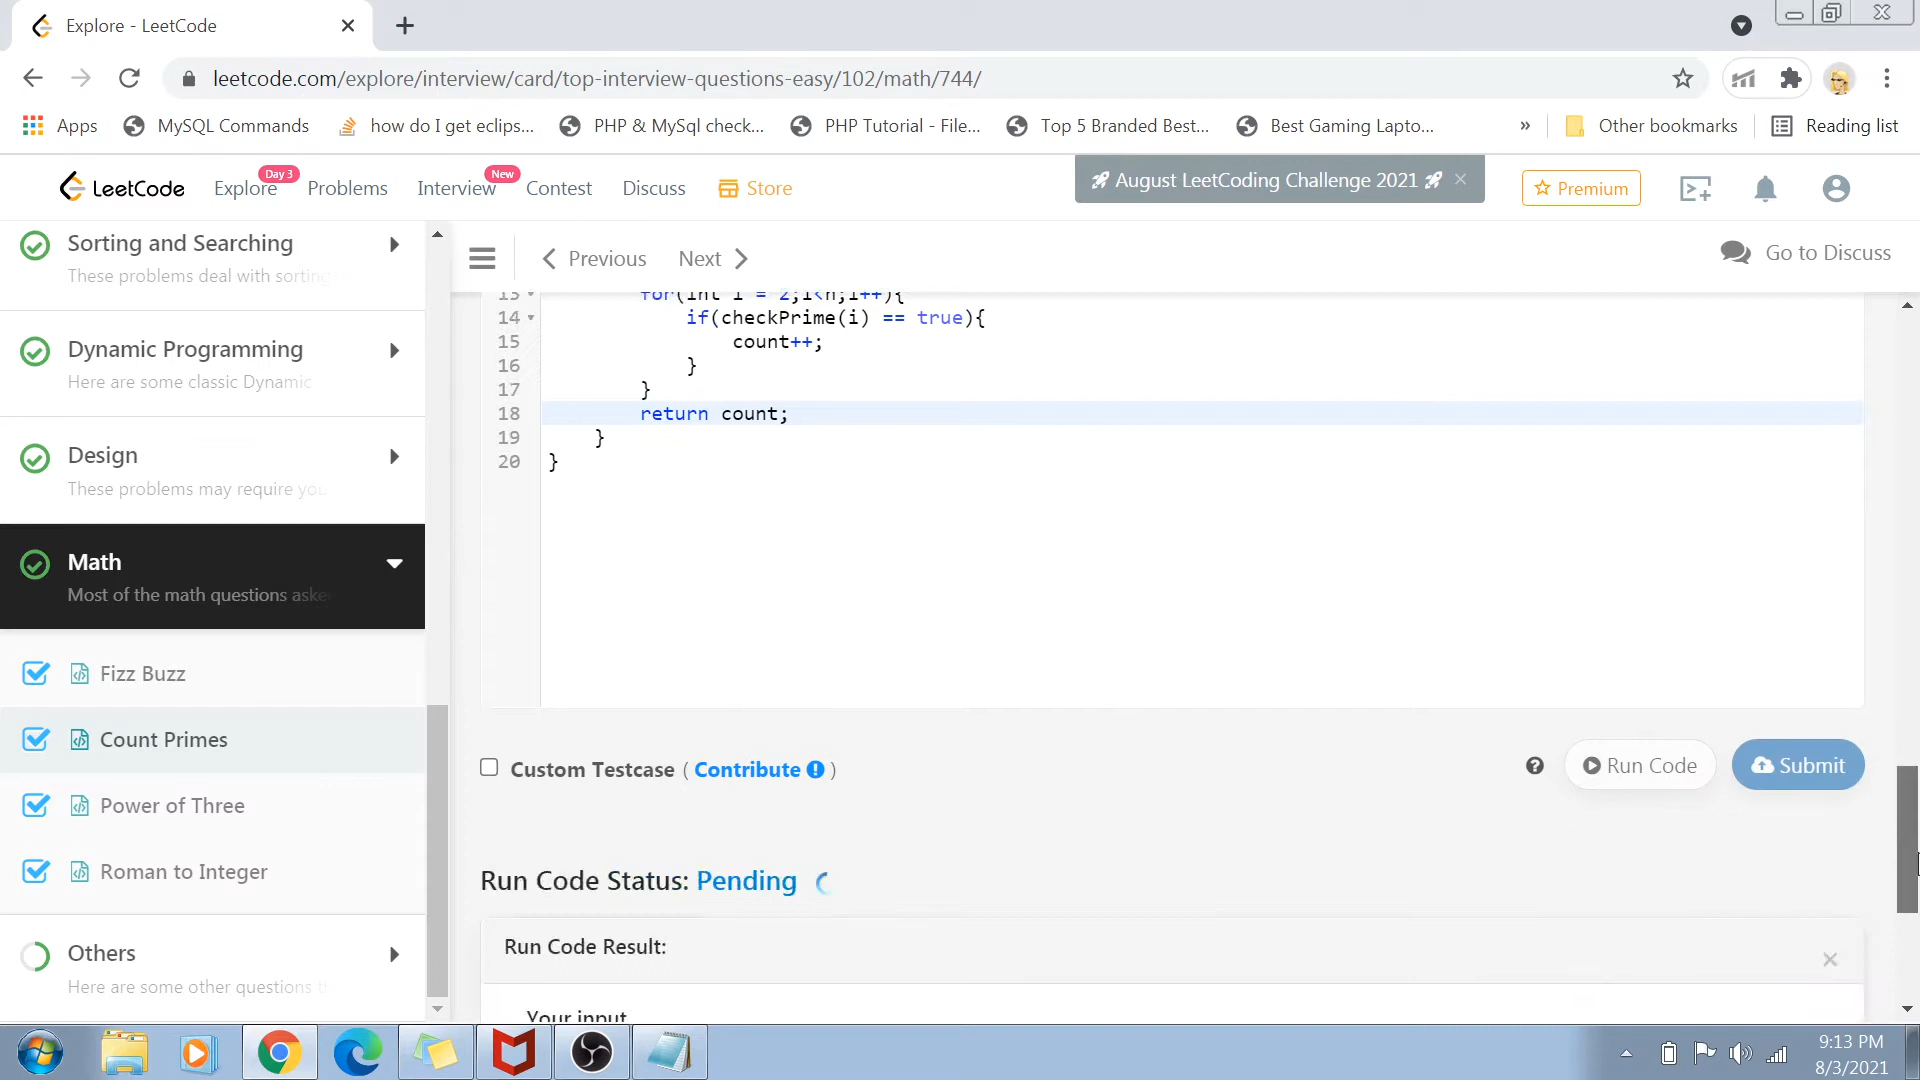 Explore - LeetCode
leetcode.com/explore/interview/card/top-interview-questions-easy/102/math/744/
Apps MySQL Commands how do I get eclips... PHP & MySql check... PHP Tutorial - File... Top 5 Branded Best... Best Gaming Lapto... » Other bookmarks Reading list
LeetCode Explore Day 3 Problems Interview New Contest Discuss Store August LeetCoding Challenge 2021 Premium
Sorting and Searching
These problems deal with sorting
Dynamic Programming
Here are some classic Dynamic
Design
These problems may require you
Math
Most of the math questions aske
Fizz Buzz
Count Primes
Power of Three
Roman to Integer
Others
Here are some other questions t
Previous Next Go to Discuss
13 for(int i = 2;i<n;i++){
14 if(checkPrime(i) == true){
15 count++;
16 }
17 }
18 return count;
19 }
20 }
Custom Testcase ( Contribute ! ) ? Run Code Submit
Run Code Status: Pending
Run Code Result:
Your input
9:13 PM
8/3/2021